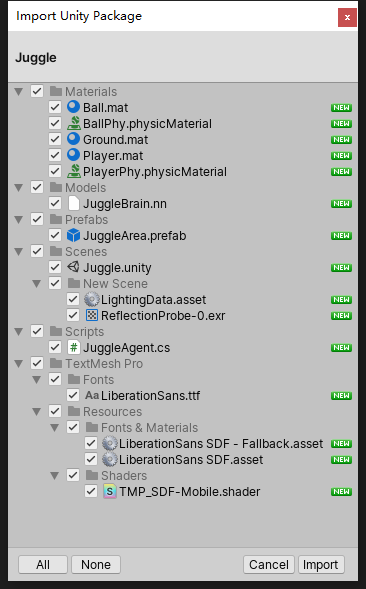 Import Unity Package
x
Juggle
Materials
Ball.mat NEW
BallPhy.physicMaterial NEW
Ground.mat NEW
Player.mat NEW
PlayerPhy.physicMaterial NEW
Models
JuggleBrain.nn NEW
Prefabs
JuggleArea.prefab NEW
Scenes
Juggle.unity NEW
New Scene
LightingData.asset NEW
ReflectionProbe-0.exr NEW
Scripts
# JuggleAgent.cs NEW
TextMesh Pro
Fonts
Aa LiberationSans.ttf NEW
Resources
Fonts & Materials
LiberationSans SDF - Fallback.asset NEW
LiberationSans SDF.asset NEW
Shaders
S TMP_SDF-Mobile.shader NEW
All None Cancel Import